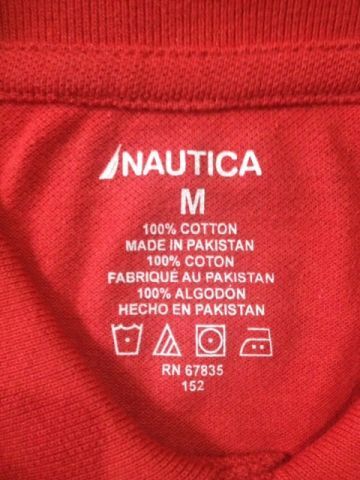 NAUTICA
M
100% COTTON
MADE IN PAKISTAN
100% COTON
FABRIQUÉ AU PAKISTAN
100% ALGODÓN
HECHO EN PAKISTAN
RN 67835
152